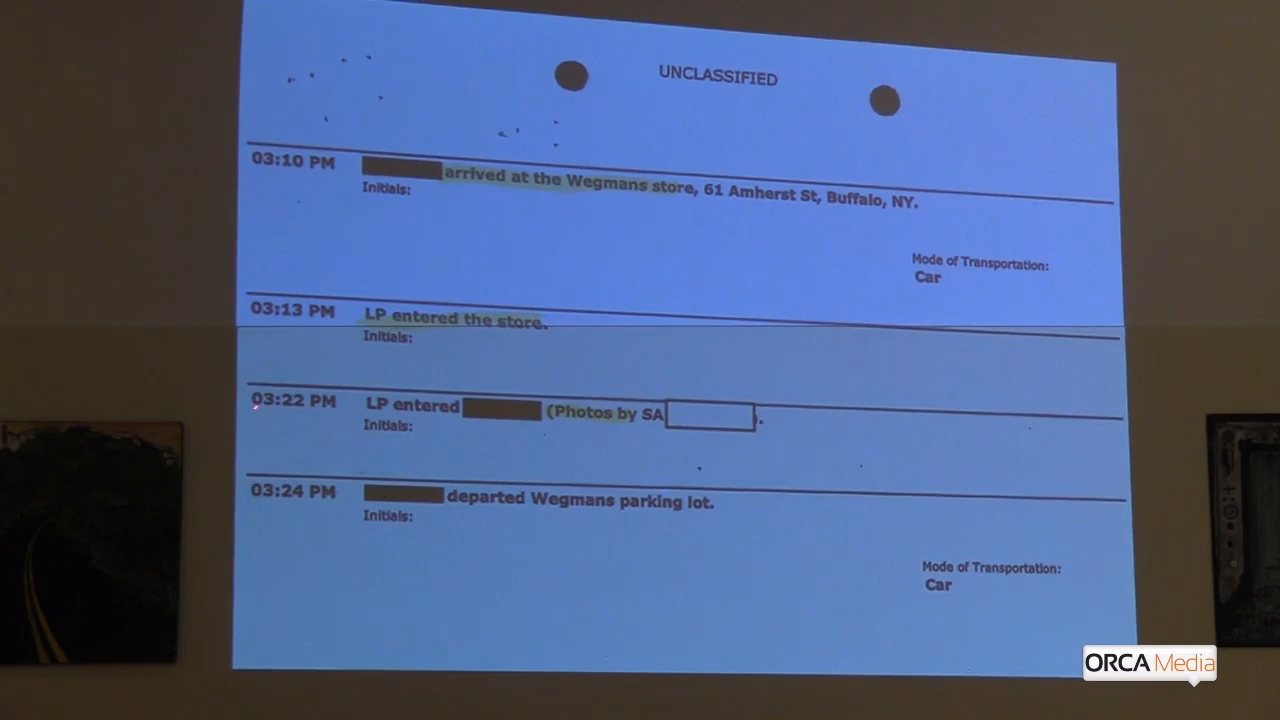 UNCLASSIFIED
03:10 PM arrived at the Wegmans store, 61 Amherst St, Buffalo, NY.
Initials:
Mode of Transportation:
Car
03:13 PM LP entered the store.
Initials:
03:22 PM LP entered (Photos by SA .
Initials:
03:24 PM departed Wegmans parking lot.
Initials:
Mode of Transportation:
Car
ORCA Media